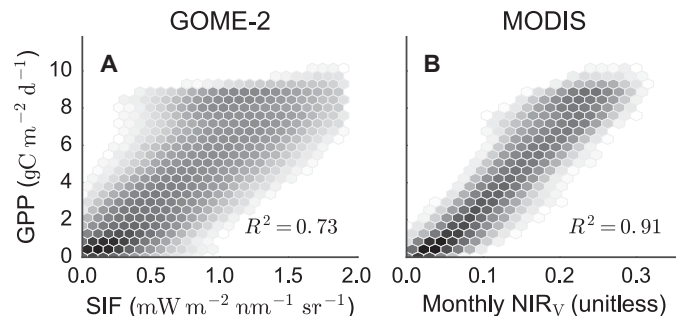 GOME-2
MODIS
A
B
GPP (gC m⁻² d⁻¹)
10
8
6
4
2
0
R² = 0.73
R² = 0.91
0.0 0.5 1.0 1.5 2.0
0.0 0.1 0.2 0.3
SIF (mW m⁻² nm⁻¹ sr⁻¹)
Monthly NIR_V (unitless)